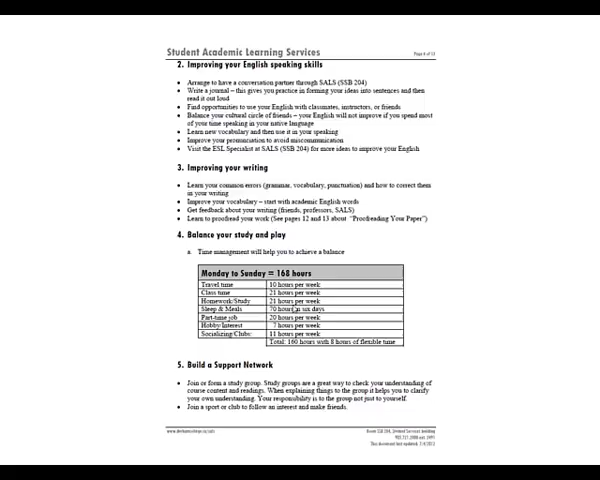 Student Academic Learning Services
Page 6 of 13
2. Improving your English speaking skills
• Arrange to have a conversation partner through SALS (SSB 204)
• Write a journal – this gives you practice in forming your ideas into sentences and then
read it out loud
• Find opportunities to use your English with classmates, instructors, or friends
• Balance your cultural circle of friends – your English will not improve if you spend most
of your time speaking in your native language
• Learn new vocabulary and then use it in your speaking
• Improve your pronunciation to avoid miscommunication
• Visit the ESL Specialist at SALS (SSB 204) for more ideas to improve your English
3. Improving your writing
• Learn your common errors (grammar, vocabulary, punctuation) and how to correct them
in your writing
• Improve your vocabulary – start with academic English words
• Get feedback about your writing (friends, professors, SALS)
• Learn to proofread your work (See pages 12 and 13 about "Proofreading Your Paper")
4. Balance your study and play
a. Time management will help you to achieve a balance
Monday to Sunday = 168 hours
Travel time 10 hours per week
Class time 21 hours per week
Homework/Study 21 hours per week
Sleep & Meals 70 hours in six days
Part-time job 20 hours per week
Hobby/Interest 7 hours per week
Socializing/Clubs: 11 hours per week
Total: 160 hours with 8 hours of flexible time
5. Build a Support Network
• Join or form a study group. Study groups are a great way to check your understanding of
course content and readings. When explaining things to the group it helps you to clarify
your own understanding. Your responsibility is to the group not just to yourself.
• Join a sport or club to follow an interest and make friends.
Room SSB 204, Student Services Building
This document last updated: